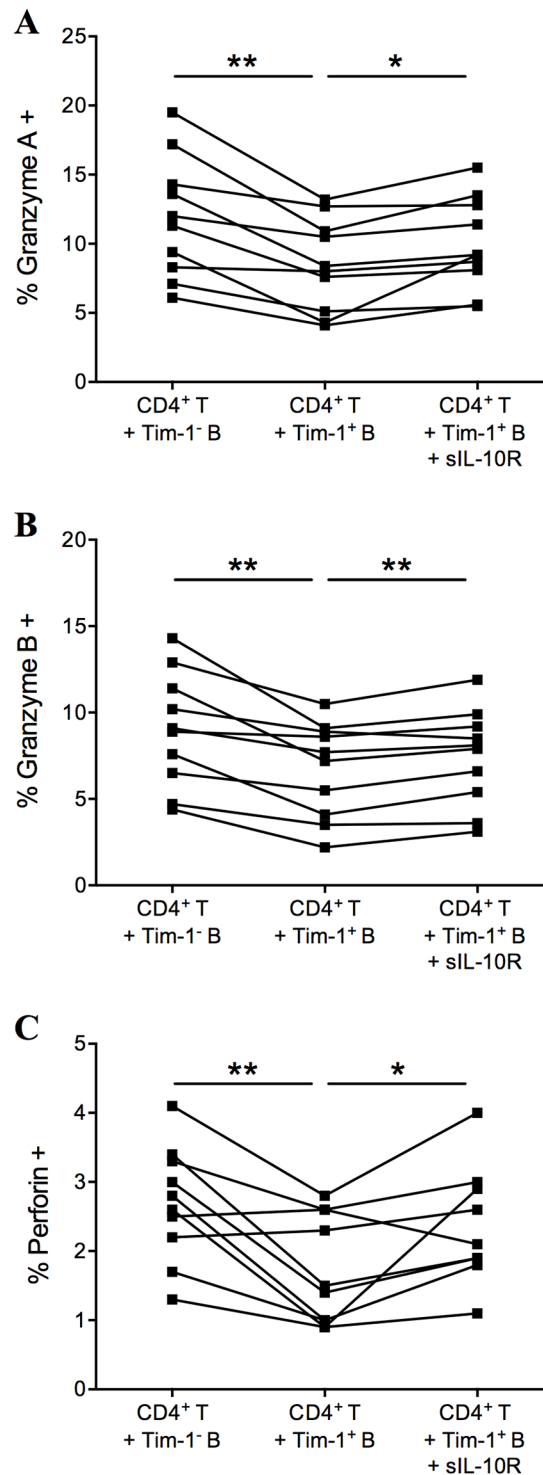 A
25
20
15
10
5
0
% Granzyme A +
** *
CD4⁺ T CD4⁺ T CD4⁺ T
+ Tim-1⁻ B + Tim-1⁺ B + Tim-1⁺ B
+ sIL-10R
B
20
15
10
5
0
% Granzyme B +
** **
CD4⁺ T CD4⁺ T CD4⁺ T
+ Tim-1⁻ B + Tim-1⁺ B + Tim-1⁺ B
+ sIL-10R
C
5
4
3
2
1
0
% Perforin +
** *
CD4⁺ T CD4⁺ T CD4⁺ T
+ Tim-1⁻ B + Tim-1⁺ B + Tim-1⁺ B
+ sIL-10R